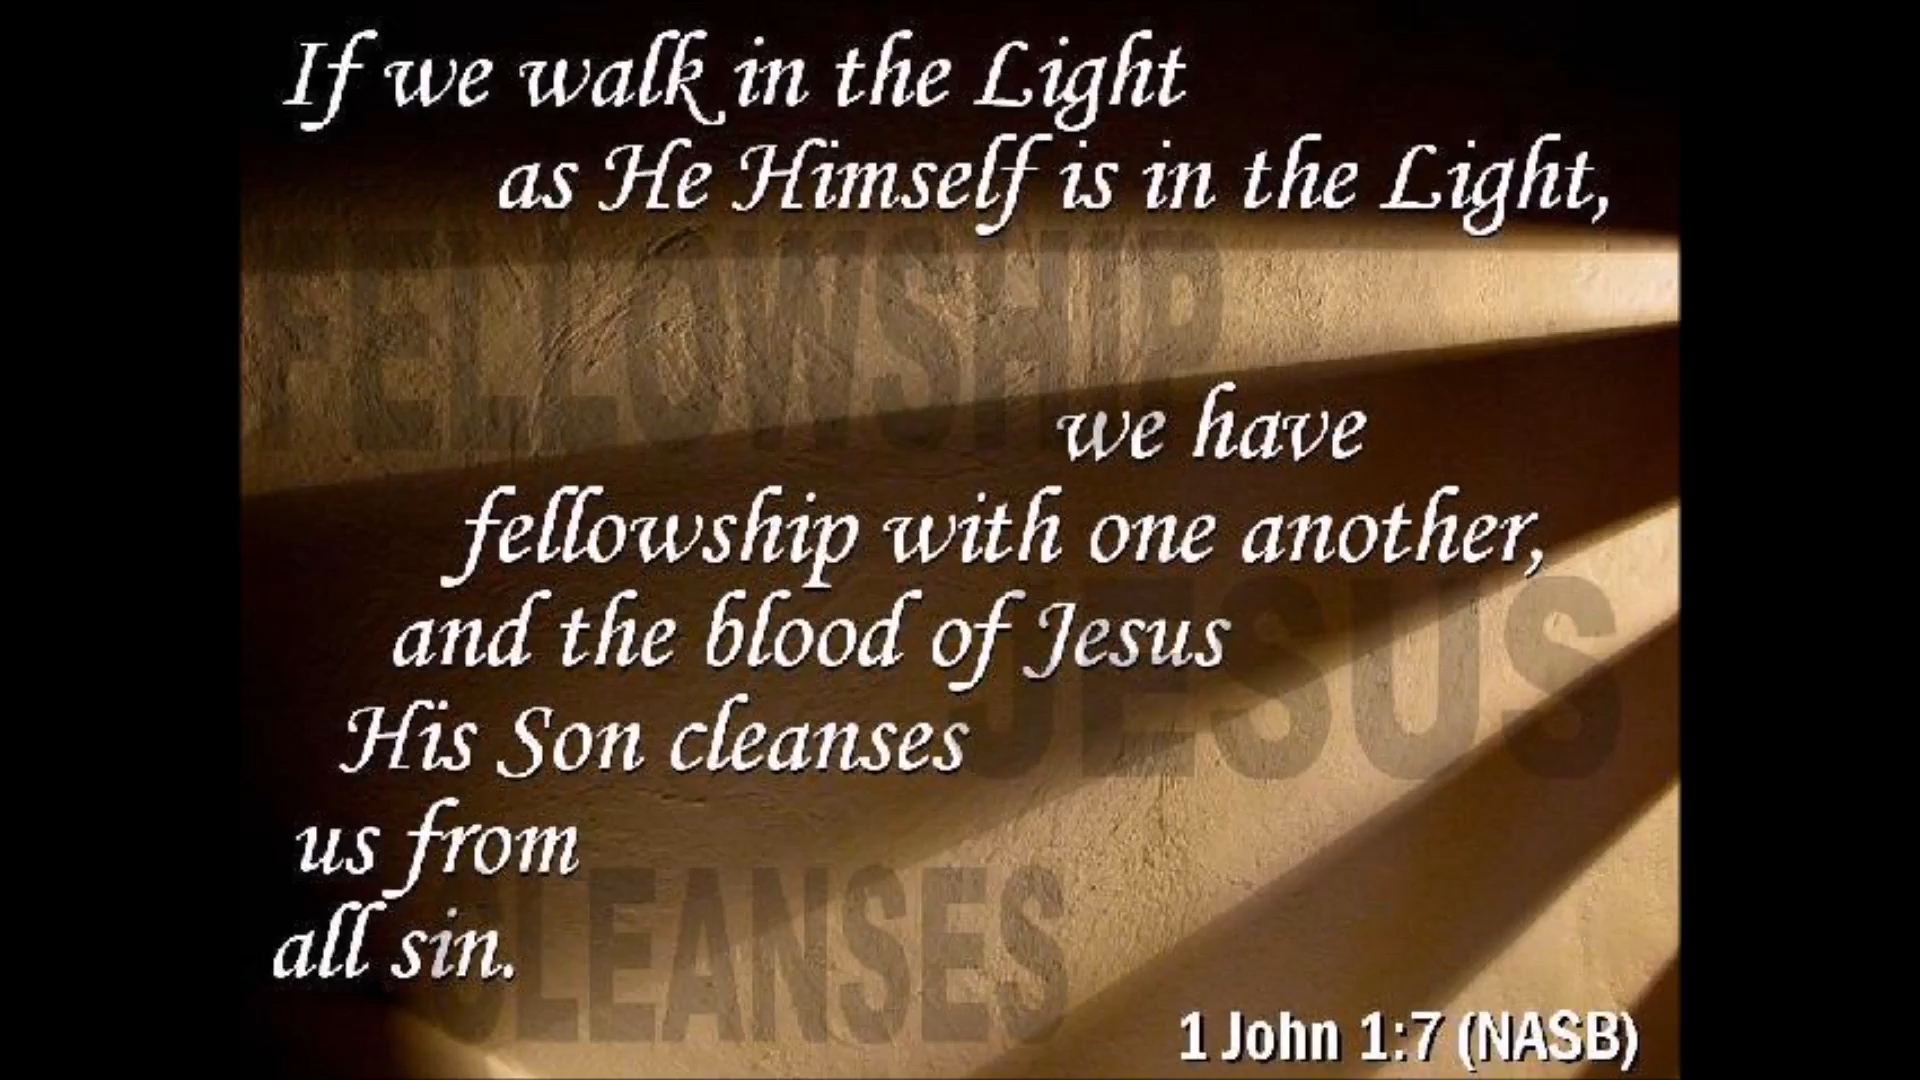 If we walk in the Light
as He Himself is in the Light,
FELLOWSHIP
we have
fellowship with one another,
and the blood of Jesus
JESUS
His Son cleanses
us from
CLEANSES
all sin.
1 John 1:7 (NASB)